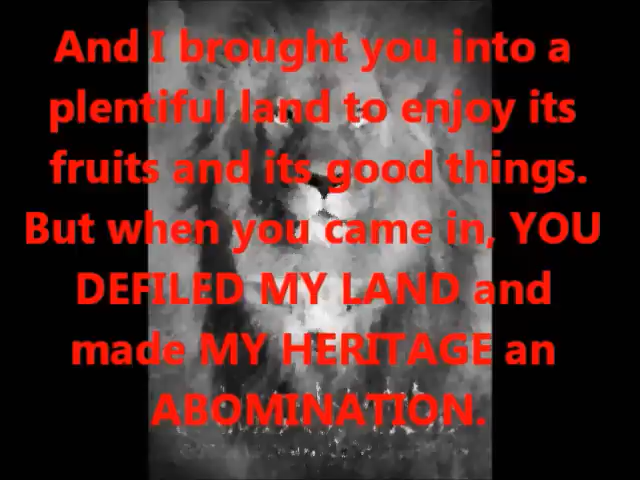 And I brought you into a
plentiful land to enjoy its
fruits and its good things.
But when you came in, YOU
DEFILED MY LAND and
made MY HERITAGE an
ABOMINATION.